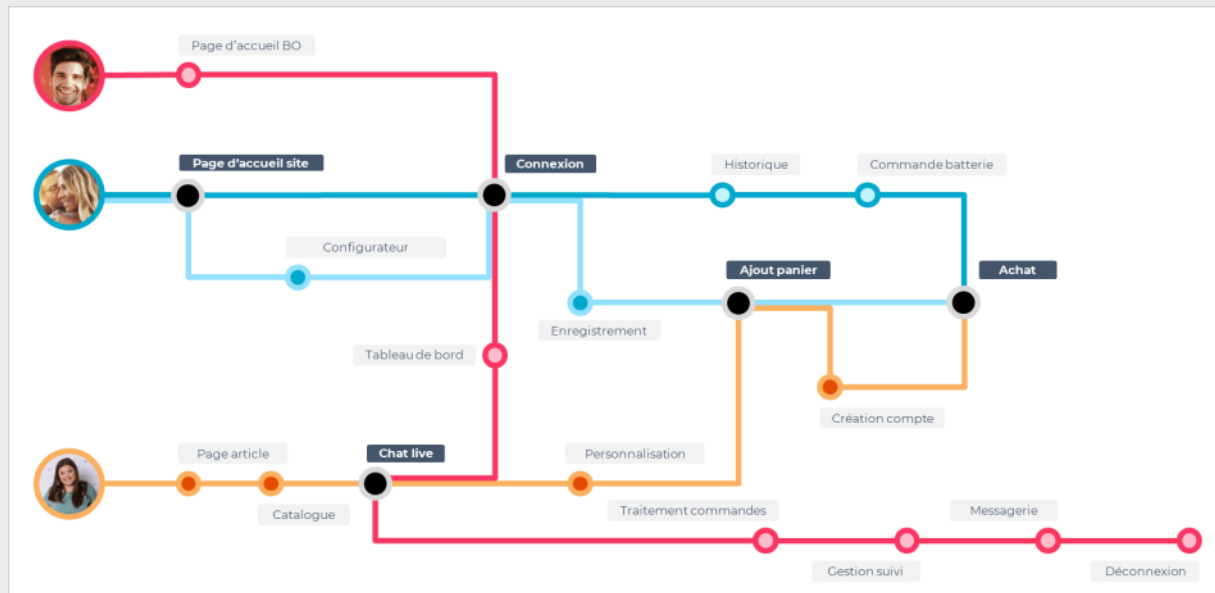 Page d'accueil BO
Page d'accueil site
Connexion
Historique
Commande batterie
Configurateur
Ajout panier
Achat
Enregistrement
Tableau de bord
Création compte
Page article
Chat live
Personnalisation
Catalogue
Traitement commandes
Messagerie
Gestion suivi
Déconnexion